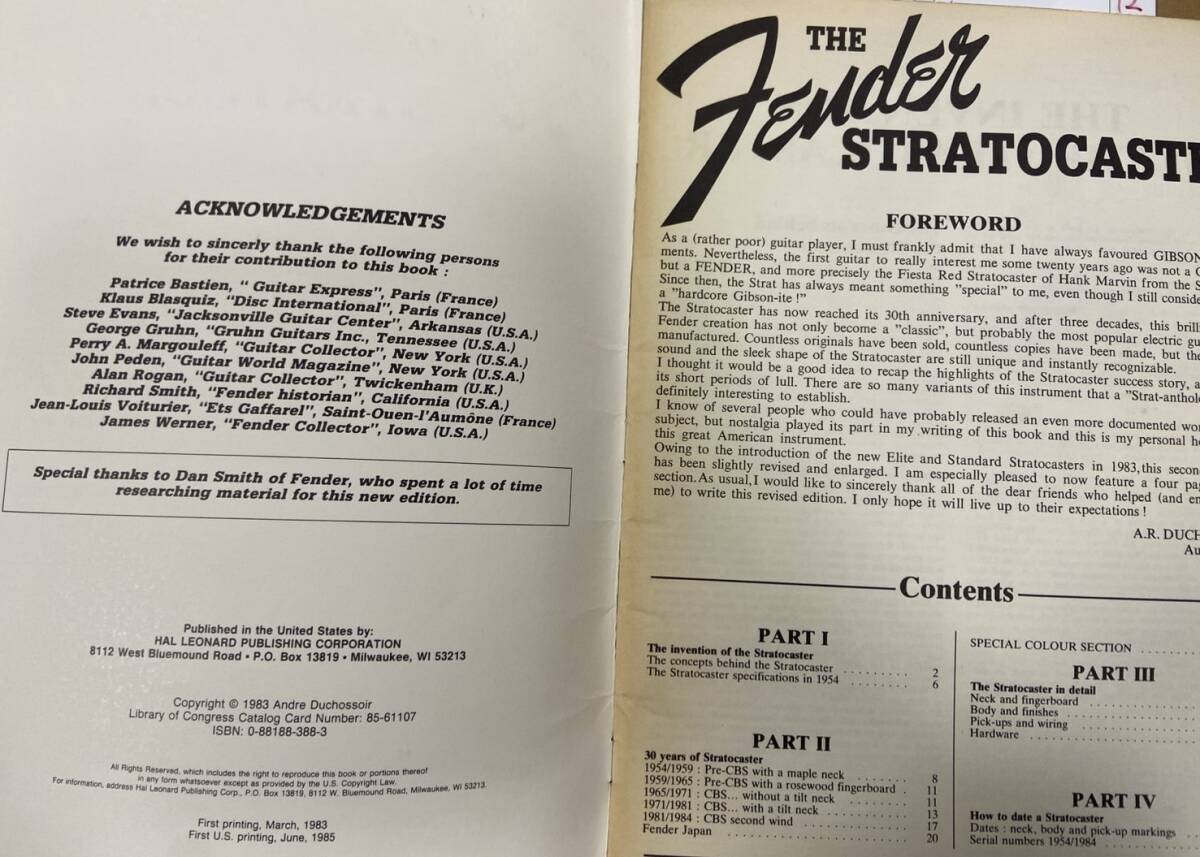 ACKNOWLEDGEMENTS
We wish to sincerly thank the following persons
for their contribution to this book :
Patrice Bastien, " Guitar Express", Paris (France)
Klaus Blasquiz, "Disc International", Paris (France)
Steve Evans, "Jacksonville Guitar Center", Arkansas (U.S.A.)
George Gruhn, "Gruhn Guitars Inc., Tennessee (U.S.A.)
Perry A. Margouleff, "Guitar Collector", New York (U.S.A.)
John Peden, "Guitar World Magazine", New York (U.S.A.)
Alan Rogan, "Guitar Collector", Twickenham (U.K.)
Richard Smith, "Fender historian", California (U.S.A.)
Jean-Louis Voiturier, "Ets Gaffarel", Saint-Ouen-l'Aumône (France)
James Werner, "Fender Collector", Iowa (U.S.A.)
Special thanks to Dan Smith of Fender, who spent a lot of time
researching material for this new edition.
Published in the United States by:
HAL LEONARD PUBLISHING CORPORATION
8112 West Bluemound Road • P.O. Box 13819 • Milwaukee, WI 53213
Copyright © 1983 Andre Duchossoir
Library of Congress Catalog Card Number: 85-61107
ISBN: 0-88188-388-3
All Rights Reserved, which includes the right to reproduce this book or portions thereof
in any form whatsoever except as provided by the U.S. Copyright Law.
For information, address Hal Leonard Publishing Corp., P.O. Box 13819, 8112 W. Bluemound Road, Milwaukee, WI 53213.
First printing, March, 1983
First U.S. printing, June, 1985
12
THE
Fender
STRATOCASTE
FOREWORD
As a (rather poor) guitar player, I must frankly admit that I have always favoured GIBSON
ments. Nevertheless, the first guitar to really interest me some twenty years ago was not a G
but a FENDER, and more precisely the Fiesta Red Stratocaster of Hank Marvin from the S
Since then, the Strat has always meant something "special" to me, even though I still conside
a "hardcore Gibson-ite !"
The Stratocaster has now reached its 30th anniversary, and after three decades, this brill
Fender creation has not only become a "classic", but probably the most popular electric gu
manufactured. Countless originals have been sold, countless copies have been made, but the
sound and the sleek shape of the Stratocaster are still unique and instantly recognizable.
I thought it would be a good idea to recap the highlights of the Stratocaster success story, a
its short periods of lull. There are so many variants of this instrument that a "Strat-antholo
definitely interesting to establish.
I know of several people who could have probably released an even more documented wor
subject, but nostalgia played its part in my writing of this book and this is my personal ho
this great American instrument.
Owing to the introduction of the new Elite and Standard Stratocasters in 1983,this secon
has been slightly revised and enlarged. I am especially pleased to now feature a four pag
section.As usual,I would like to sincerely thank all of the dear friends who helped (and en
me) to write this revised edition. I only hope it will live up to their expectations !
A.R. DUCH
Au
Contents
PART I
The invention of the Stratocaster
The concepts behind the Stratocaster ......... 2
The Stratocaster specifications in 1954 ........ 6
PART II
30 years of Stratocaster
1954/1959 : Pre-CBS with a maple neck ....... 8
1959/1965 : Pre-CBS with a rosewood fingerboard . 11
1965/1971 : CBS... without a tilt neck ........ 11
1971/1981 : CBS... with a tilt neck .......... 13
1981/1984 : CBS second wind ............. 17
Fender Japan .................. 20
SPECIAL COLOUR SECTION .......
PART III
The Stratocaster in detail
Neck and fingerboard ..............
Body and finishes ................
Pick-ups and wiring ...............
Hardware .....................
PART IV
How to date a Stratocaster
Dates : neck, body and pick-up markings ..
Serial numbers 1954/1984 ...........